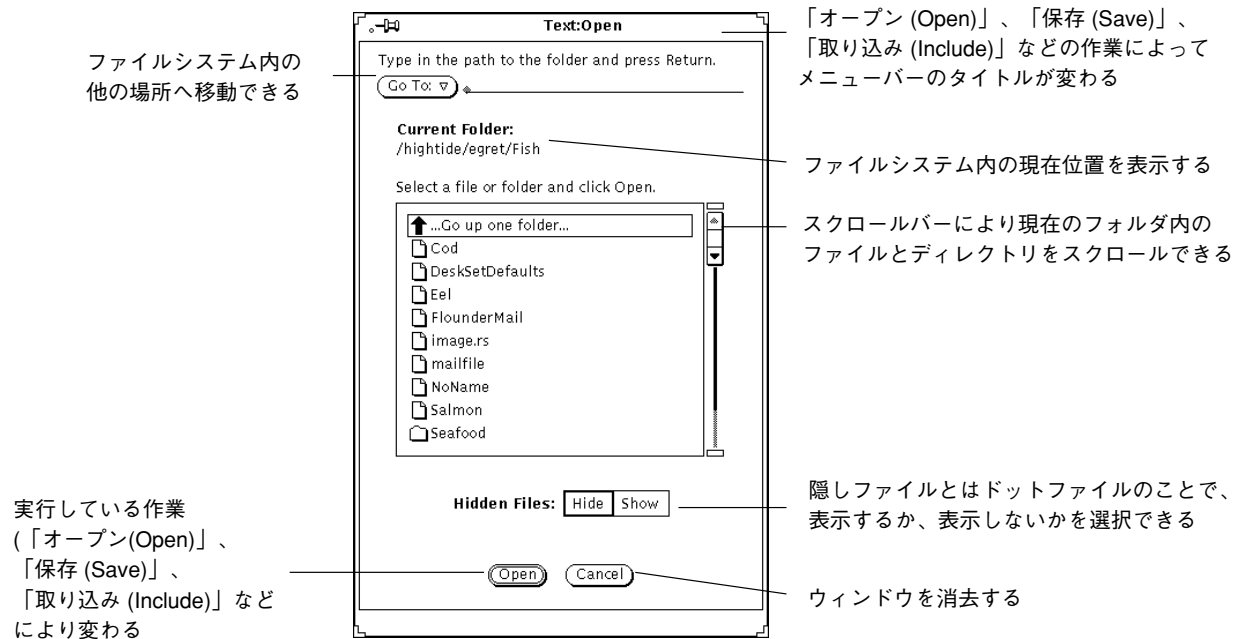 ファイルシステム内の
他の場所へ移動できる
Text:Open
「オープン (Open)」、「保存 (Save)」、
「取り込み (Include)」などの作業によって
メニューバーのタイトルが変わる
Type in the path to the folder and press Return.
Go To:
Current Folder:
/hightide/egret/Fish
ファイルシステム内の現在位置を表示する
Select a file or folder and click Open.
...Go up one folder...
Cod
DeskSetDefaults
Eel
FlounderMail
image.rs
mailfile
NoName
Salmon
Seafood
スクロールバーにより現在のフォルダ内の
ファイルとディレクトリをスクロールできる
Hidden Files: Hide Show
隠しファイルとはドットファイルのことで、
表示するか、表示しないかを選択できる
実行している作業
(「オープン(Open)」、
「保存 (Save)」、
「取り込み (Include)」など
により変わる
Open Cancel
ウィンドウを消去する